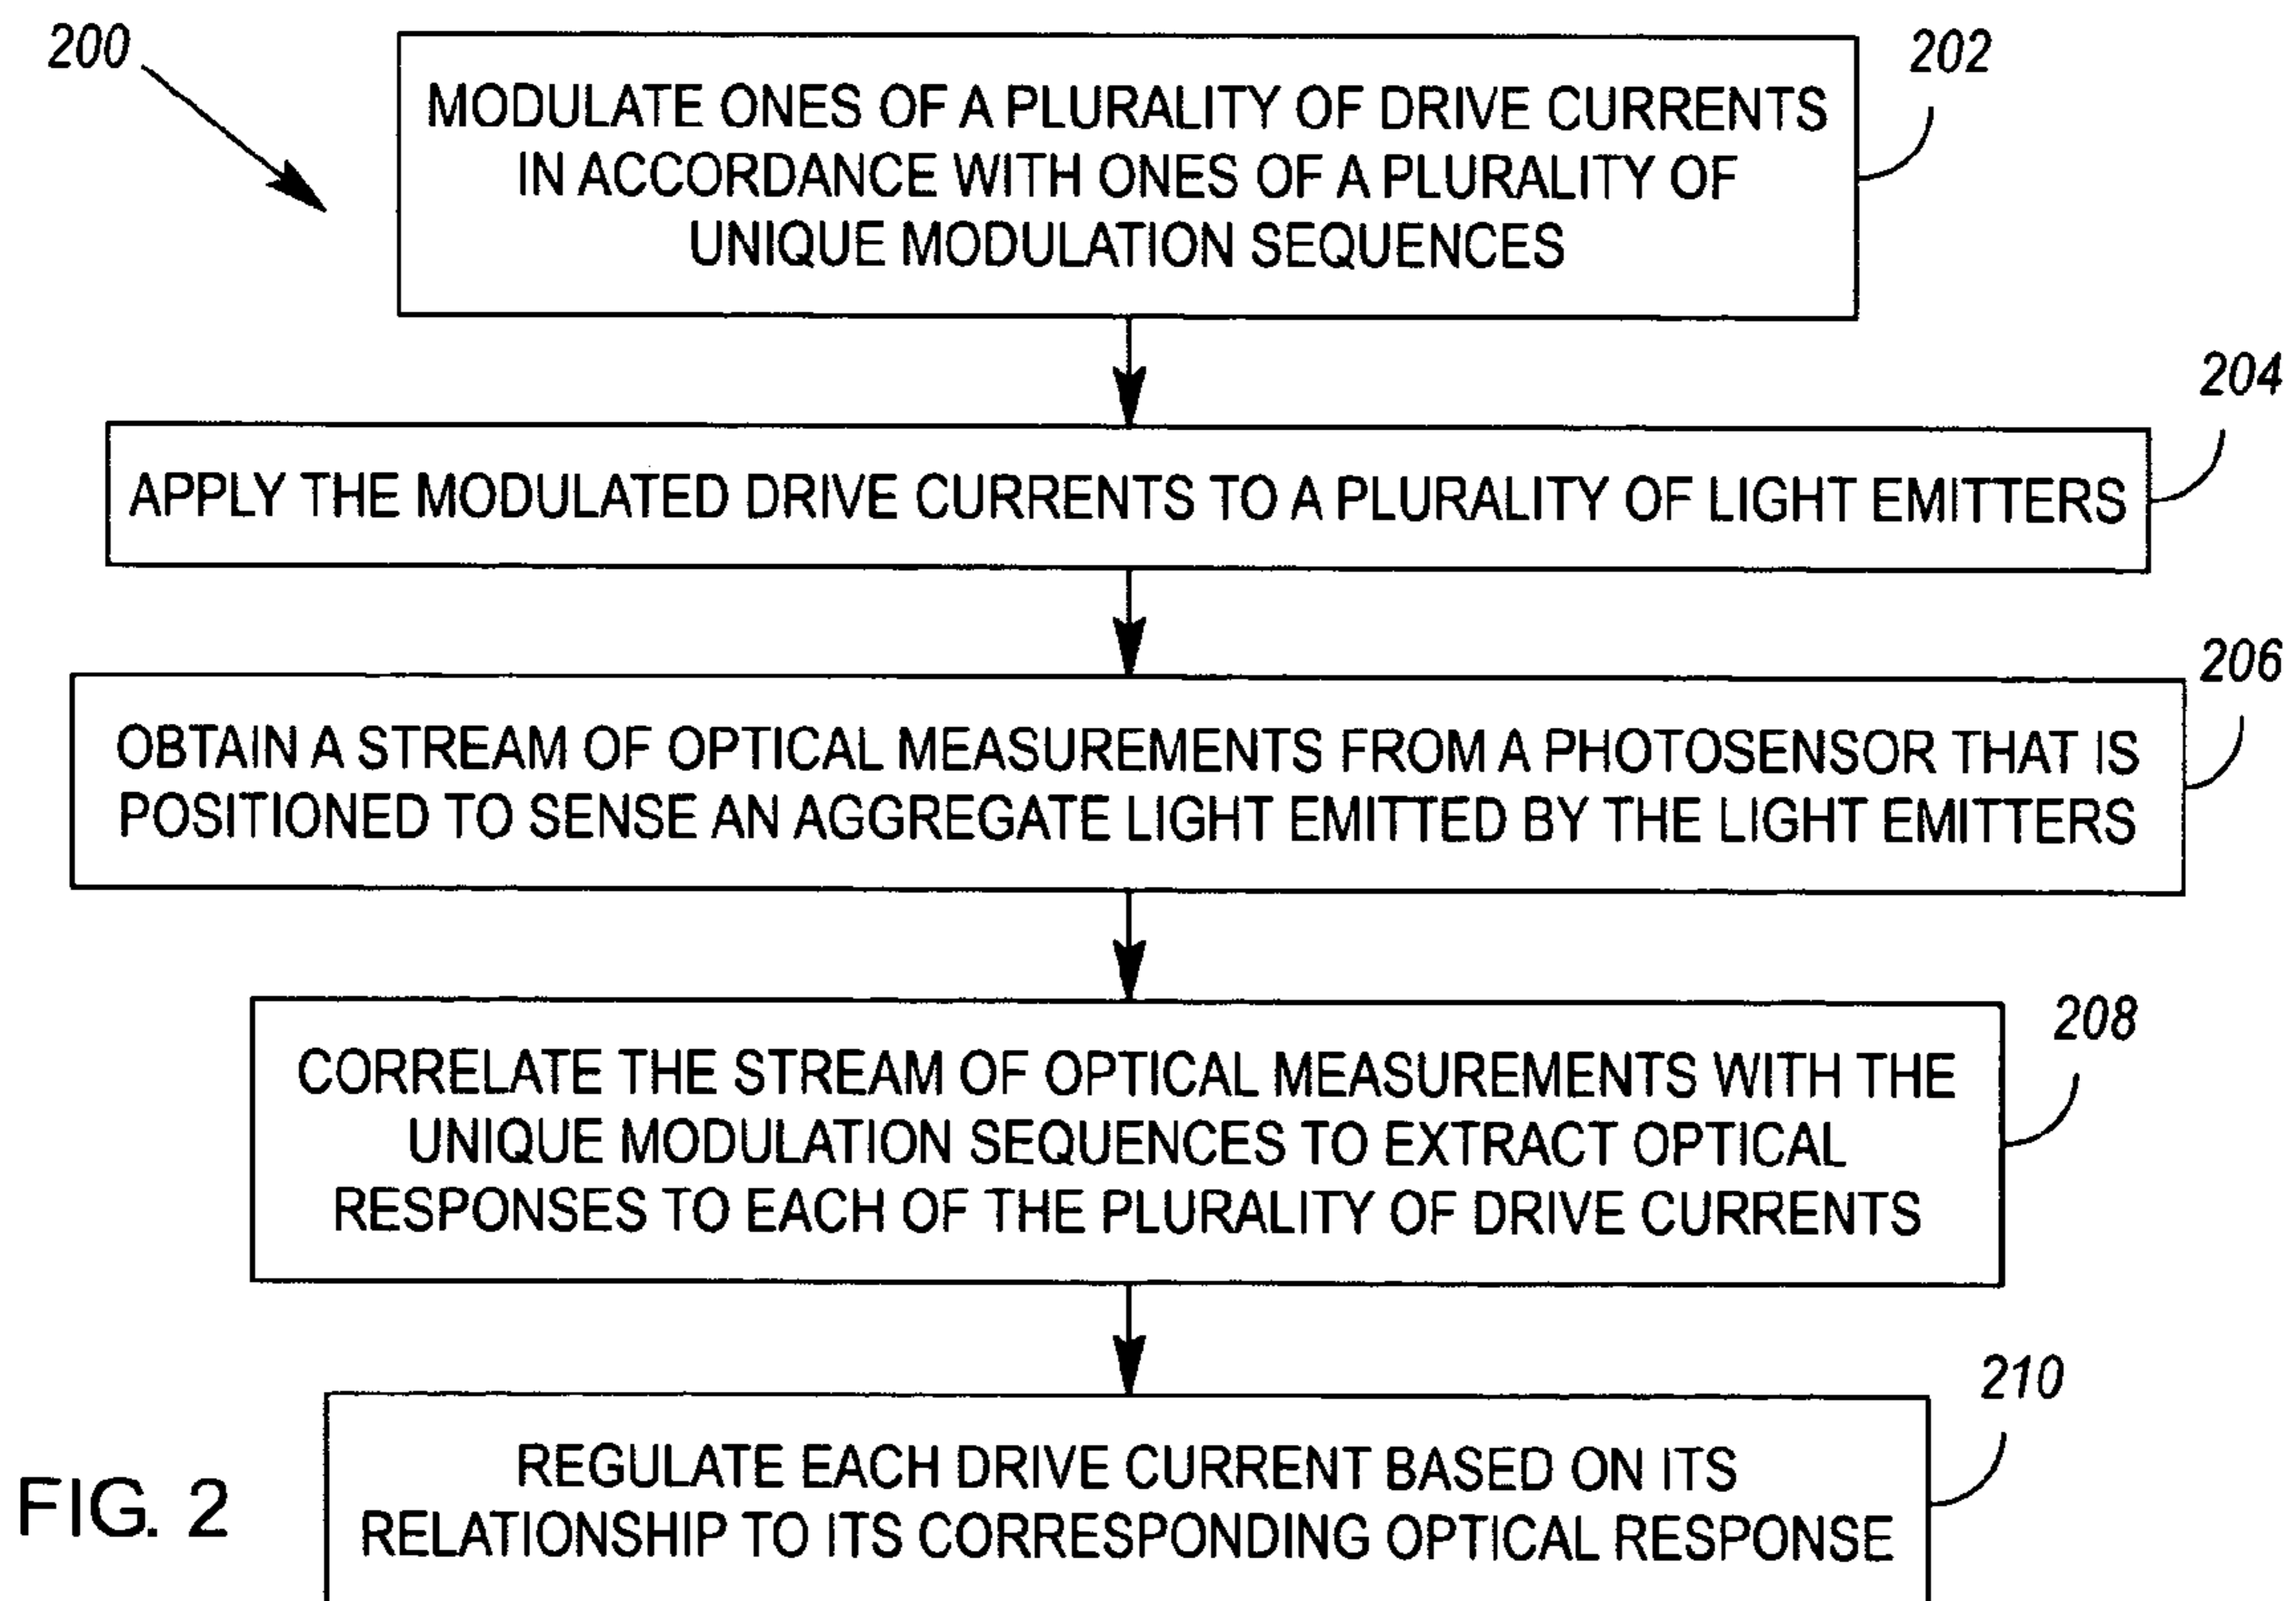 200
202
MODULATE ONES OF A PLURALITY OF DRIVE CURRENTS
IN ACCORDANCE WITH ONES OF A PLURALITY OF
UNIQUE MODULATION SEQUENCES
204
APPLY THE MODULATED DRIVE CURRENTS TO A PLURALITY OF LIGHT EMITTERS
206
OBTAIN A STREAM OF OPTICAL MEASUREMENTS FROM A PHOTOSENSOR THAT IS
POSITIONED TO SENSE AN AGGREGATE LIGHT EMITTED BY THE LIGHT EMITTERS
208
CORRELATE THE STREAM OF OPTICAL MEASUREMENTS WITH THE
UNIQUE MODULATION SEQUENCES TO EXTRACT OPTICAL
RESPONSES TO EACH OF THE PLURALITY OF DRIVE CURRENTS
210
REGULATE EACH DRIVE CURRENT BASED ON ITS
RELATIONSHIP TO ITS CORRESPONDING OPTICAL RESPONSE
FIG. 2